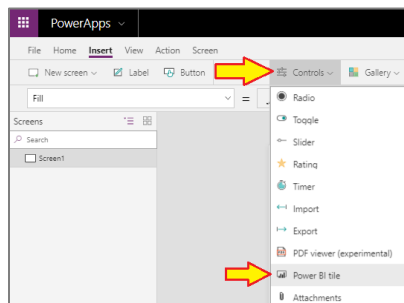 PowerApps
File Home Insert View Action Screen
New screen Label Button Controls Gallery
Fill =
Screens
Search
Screen1
Radio
Toggle
Slider
Rating
Timer
Import
Export
PDF viewer (experimental)
Power BI tile
Attachments